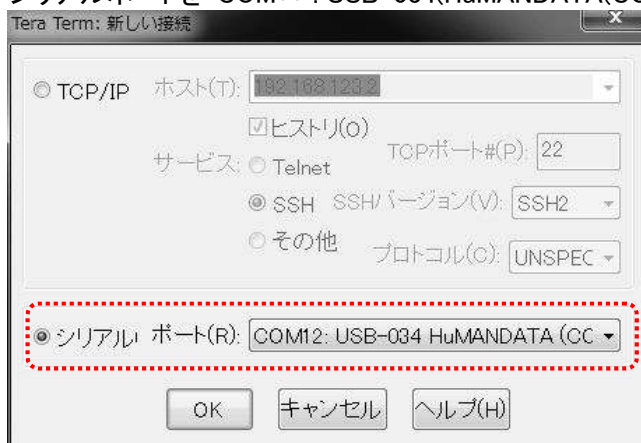 Tera Term: 新しい接続
TCP/IP ホスト(T): 192.168.123.2
ヒストリ(O)
サービス: Telnet TCPポート#(P): 22
SSH SSHバージョン(V): SSH2
その他 プロトコル(C): UNSPEC
シリアル ポート(R): COM12: USB-034 HuMANDATA (CC
OK キャンセル ヘルプ(H)